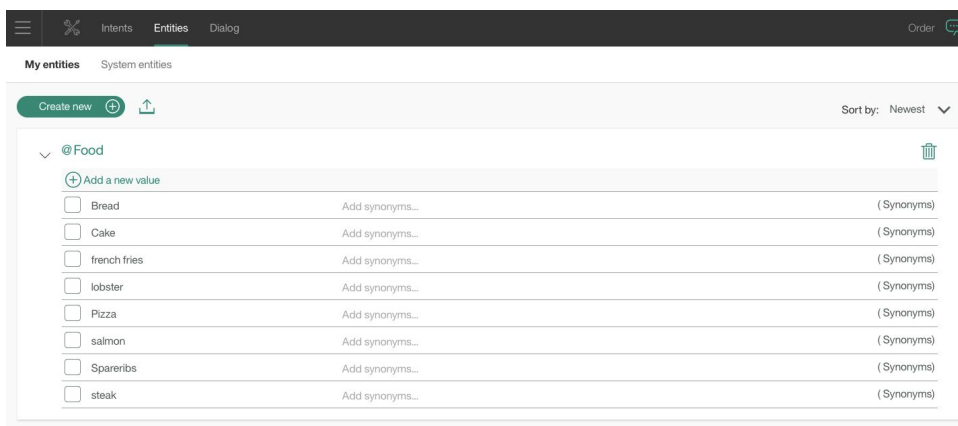 Intents Entities Dialog Order
My entities System entities
Create new Sort by: Newest
@Food
Add a new value
Bread Add synonyms... ( Synonyms)
Cake Add synonyms... ( Synonyms)
french fries Add synonyms... ( Synonyms)
lobster Add synonyms... ( Synonyms)
Pizza Add synonyms... ( Synonyms)
salmon Add synonyms... ( Synonyms)
Spareribs Add synonyms... ( Synonyms)
steak Add synonyms... ( Synonyms)